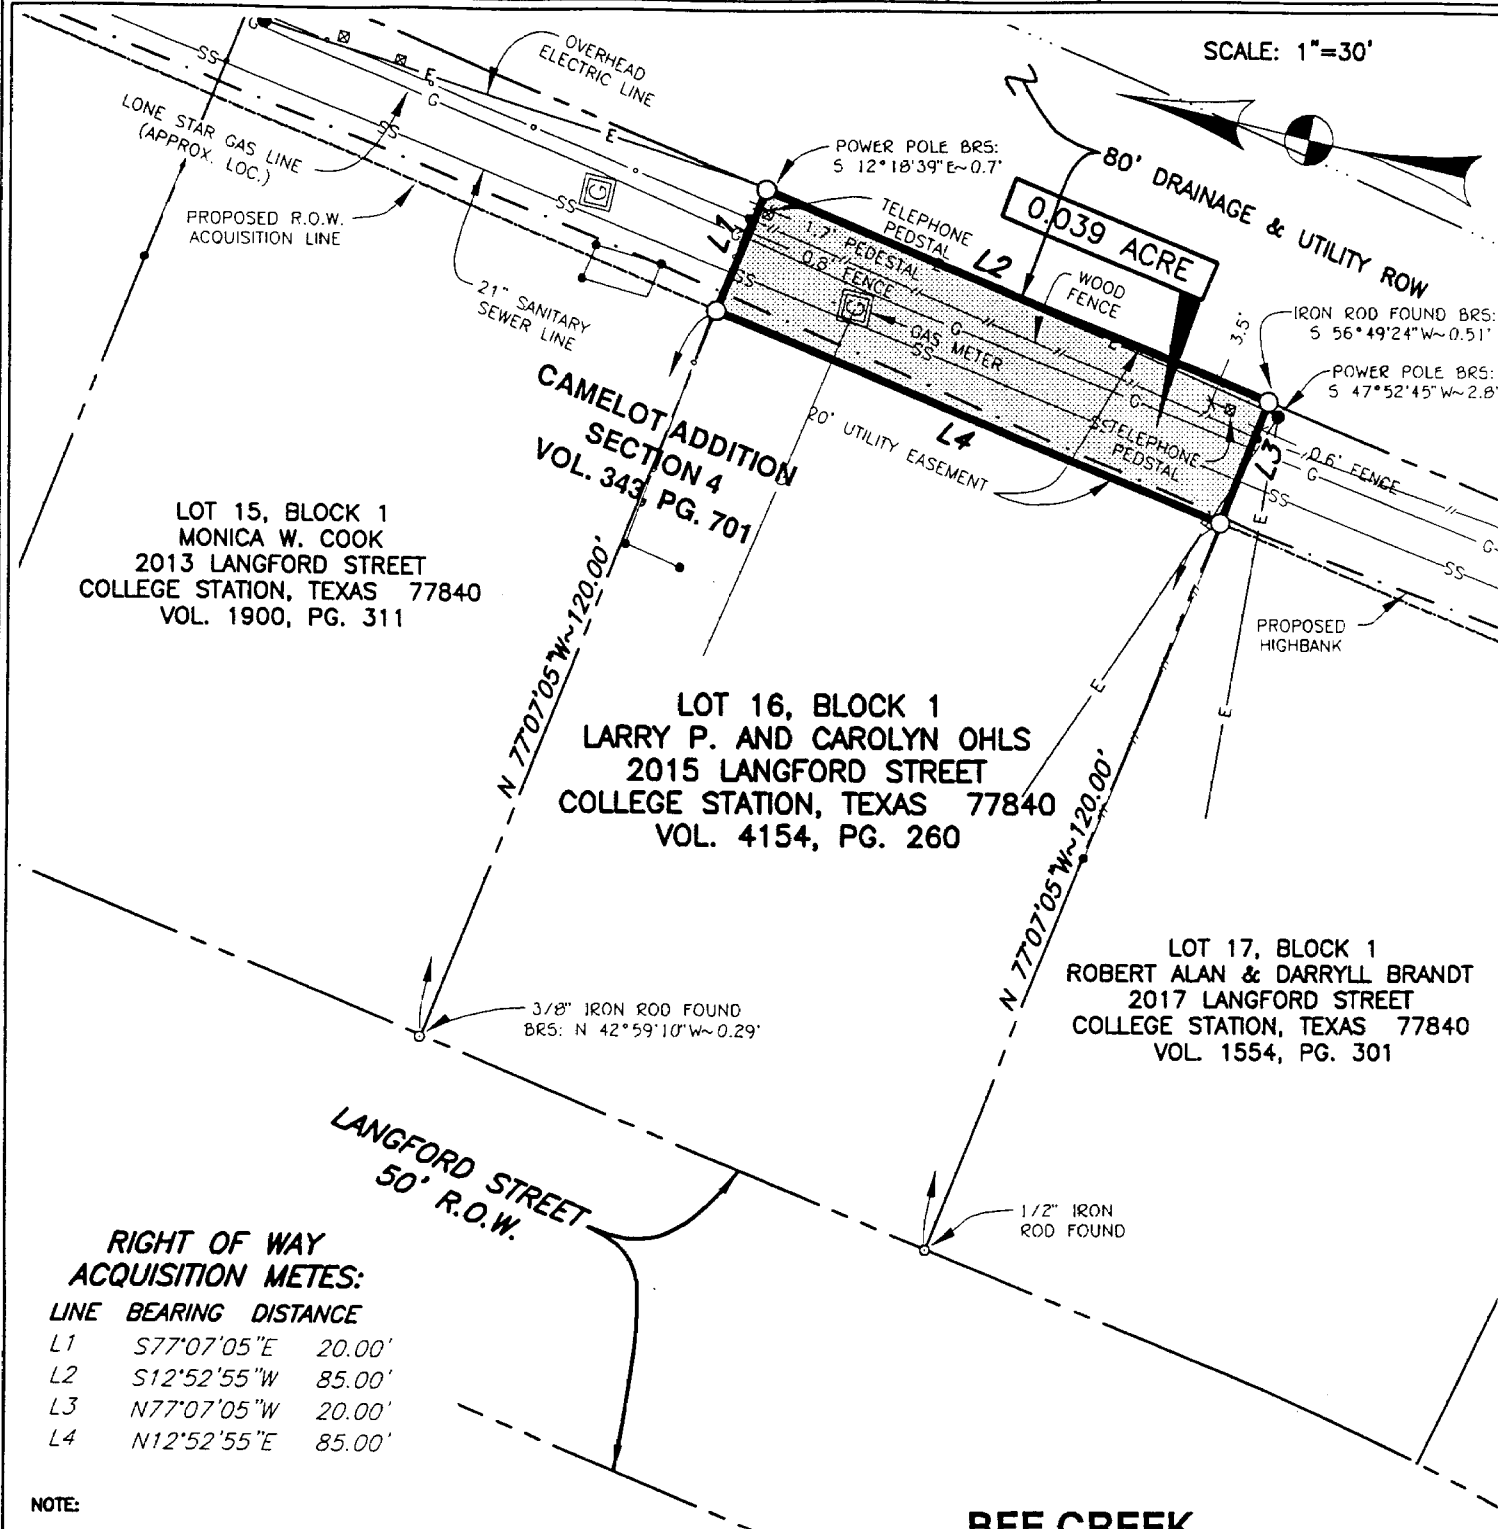 SCALE: 1"=30'
OVERHEAD
ELECTRIC LINE
LONE STAR GAS LINE
(APPROX. LOC.)
PROPOSED R.O.W.
ACQUISITION LINE
21" SANITARY
SEWER LINE
POWER POLE BRS:
S 12°18'39"E~0.7'
TELEPHONE
PEDSTAL
1.7' PEDESTAL
0.8' FENCE
GAS METER
WOOD
FENCE
80' DRAINAGE & UTILITY ROW
0.039 ACRE
L1
L2
L3
L4
3.5'
IRON ROD FOUND BRS:
S 56°49'24"W~0.51'
POWER POLE BRS:
S 47°52'45"W~2.8'
TELEPHONE
PEDSTAL
0.6' FENCE
20' UTILITY EASEMENT
PROPOSED
HIGHBANK
CAMELOT ADDITION
SECTION 4
VOL. 343, PG. 701
LOT 15, BLOCK 1
MONICA W. COOK
2013 LANGFORD STREET
COLLEGE STATION, TEXAS 77840
VOL. 1900, PG. 311
N 77°07'05"W~120.00'
LOT 16, BLOCK 1
LARRY P. AND CAROLYN OHLS
2015 LANGFORD STREET
COLLEGE STATION, TEXAS 77840
VOL. 4154, PG. 260
N 77°07'05"W~120.00'
LOT 17, BLOCK 1
ROBERT ALAN & DARRYLL BRANDT
2017 LANGFORD STREET
COLLEGE STATION, TEXAS 77840
VOL. 1554, PG. 301
3/8" IRON ROD FOUND
BRS: N 42°59'10"W~0.29'
1/2" IRON
ROD FOUND
LANGFORD STREET
50' R.O.W.
RIGHT OF WAY
ACQUISITION METES:
LINE BEARING DISTANCE
L1 S77°07'05"E 20.00'
L2 S12°52'55"W 85.00'
L3 N77°07'05"W 20.00'
L4 N12°52'55"E 85.00'
NOTE:
BEE CREEK